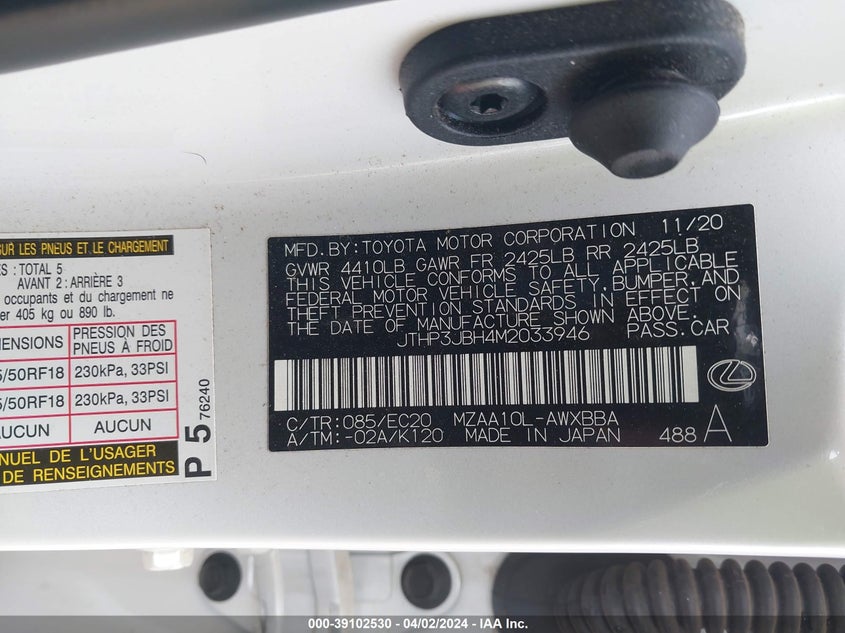 SUR LES PNEUS ET LE CHARGEMENT
ES : TOTAL 5
AVANT 2 : ARRIÈRE 3
occupants et du chargement ne
er 405 kg ou 890 lb.
PRESSION DES
PNEUS À FROID
5/50RF18 230kPa, 33PSI
5/50RF18 230kPa, 33PSI
AUCUN AUCUN
NUEL DE L'USAGER
DE RENSEIGNEMENTS
P 5 76240
MFD.BY:TOYOTA MOTOR CORPORATION 11/20
GVWR 4410LB GAWR FR 2425LB RR 2425LB
THIS VEHICLE CONFORMS TO ALL APPLICABLE
FEDERAL MOTOR VEHICLE SAFETY,BUMPER,AND
THEFT PREVENTION STANDARDS IN EFFECT ON
THE DATE OF MANUFACTURE SHOWN ABOVE.
JTHP3JBH4M2033946 PASS.CAR
C/TR:085/EC20 MZAA10L-AWXBBA
A/TM:-02A/K120 MADE IN JAPAN 488 A
000-39102530 - 04/02/2024 - IAA Inc.